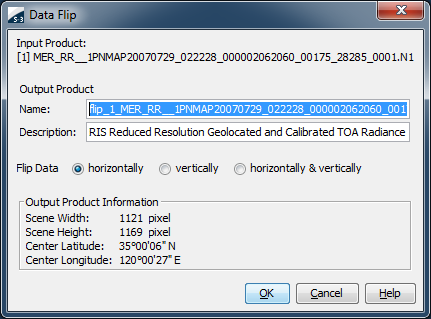 S-3 Data Flip
Input Product:
[1] MER_RR__1PNMAP20070729_022228_000002062060_00175_28285_0001.N1
Output Product
Name: flip_1_MER_RR__1PNMAP20070729_022228_000002062060_001
Description: RIS Reduced Resolution Geolocated and Calibrated TOA Radiance
Flip Data horizontally vertically horizontally & vertically
Output Product Information
Scene Width: 1121 pixel
Scene Height: 1169 pixel
Center Latitude: 35°00'06" N
Center Longitude: 120°00'27" E
OK Cancel Help